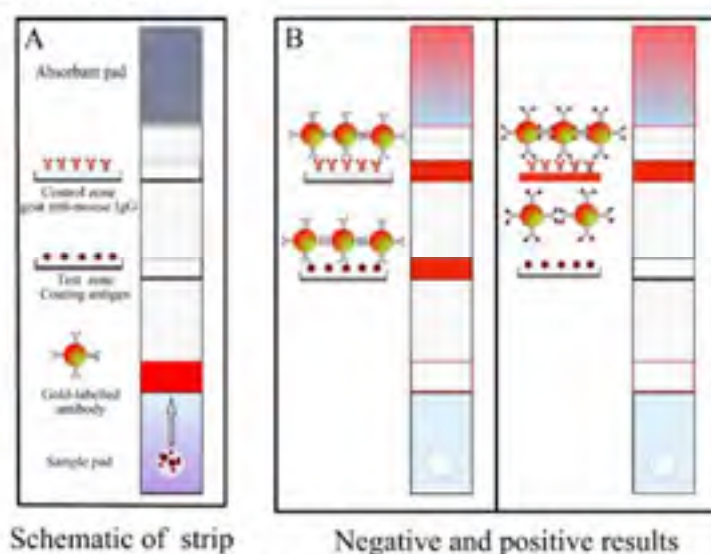 A
Absorbant pad
Control zone
goat anti-mouse IgG
Test zone
Coating antigen
Gold-labelled
antibody
Sample pad
B
Schematic of strip
Negative and positive results